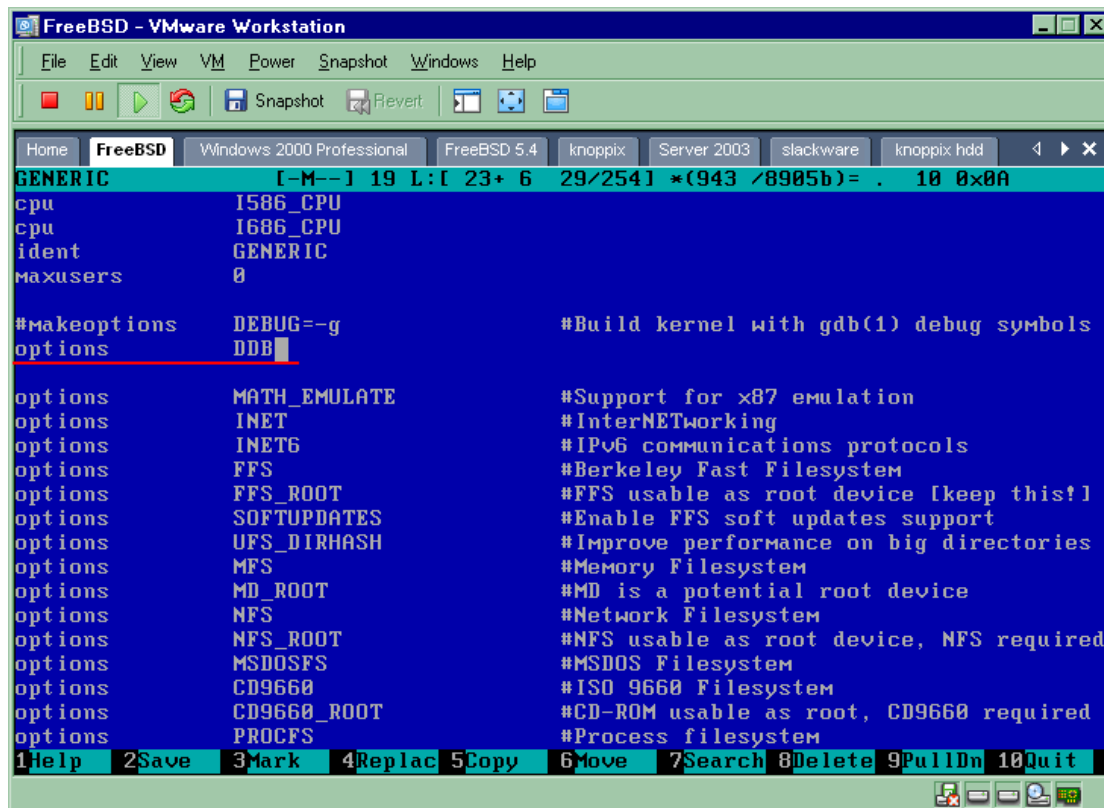 FreeBSD - VMware Workstation
File Edit View VM Power Snapshot Windows Help
Snapshot Revert
Home FreeBSD Windows 2000 Professional FreeBSD 5.4 knoppix Server 2003 slackware knoppix hdd
GENERIC [-M--] 19 L:[ 23+ 6 29/254] *(943 /8905b)= . 10 0x0A
cpu I586_CPU
cpu I686_CPU
ident GENERIC
maxusers 0
#makeoptions DEBUG=-g #Build kernel with gdb(1) debug symbols
options DDB
options MATH_EMULATE #Support for x87 emulation
options INET #InterNETworking
options INET6 #IPv6 communications protocols
options FFS #Berkeley Fast Filesystem
options FFS_ROOT #FFS usable as root device [keep this!]
options SOFTUPDATES #Enable FFS soft updates support
options UFS_DIRHASH #Improve performance on big directories
options MFS #Memory Filesystem
options MD_ROOT #MD is a potential root device
options NFS #Network Filesystem
options NFS_ROOT #NFS usable as root device, NFS required
options MSDOSFS #MSDOS Filesystem
options CD9660 #ISO 9660 Filesystem
options CD9660_ROOT #CD-ROM usable as root, CD9660 required
options PROCFS #Process filesystem
1Help 2Save 3Mark 4Replac 5Copy 6Move 7Search 8Delete 9PullDn 10Quit